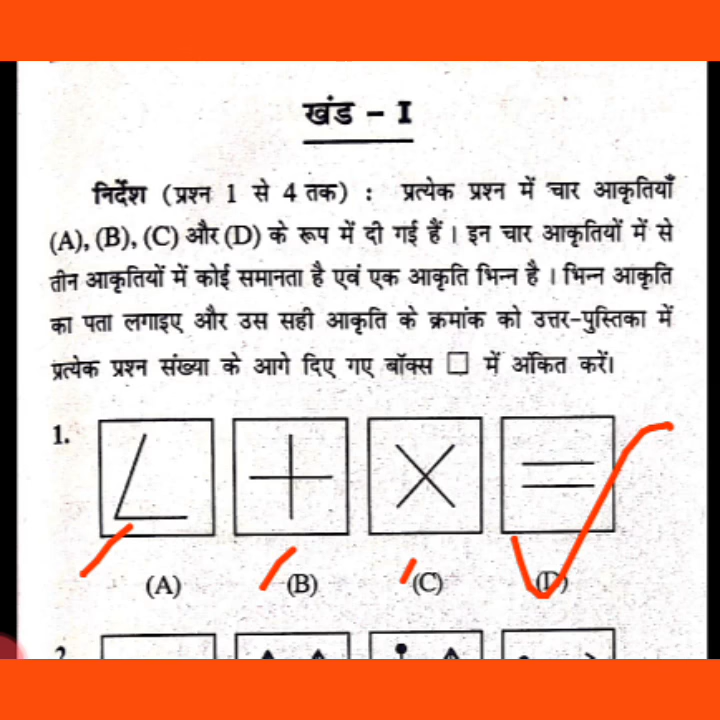 खंड – I
निर्देश (प्रश्न 1 से 4 तक) : प्रत्येक प्रश्न में चार आकृतियाँ
(A), (B), (C) और (D) के रूप में दी गई हैं। इन चार आकृतियों में से
तीन आकृतियों में कोई समानता है एवं एक आकृति भिन्न है। भिन्न आकृति
का पता लगाइए और उस सही आकृति के क्रमांक को उत्तर-पुस्तिका में
प्रत्येक प्रश्न संख्या के आगे दिए गए बॉक्स □ में अंकित करें।
1.
(A) (B) (C) (D)